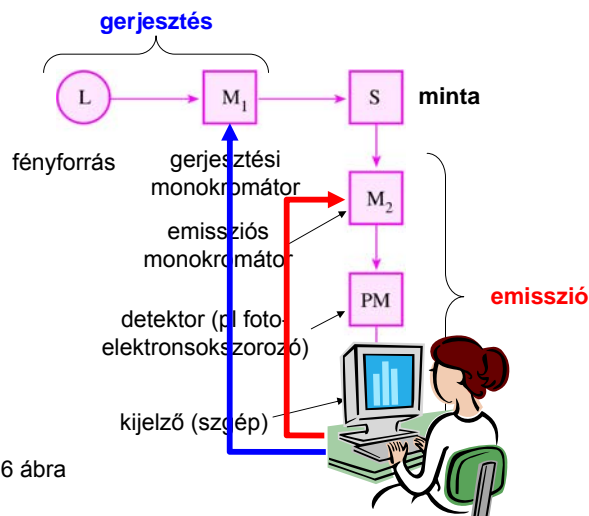 gerjesztés
L
M1
S
minta
fényforrás
gerjesztési
monokromátor
M2
emissziós
monokromátor
PM
emisszió
detektor (pl foto-
elektronsokszorozó)
kijelző (szgép)
6 ábra